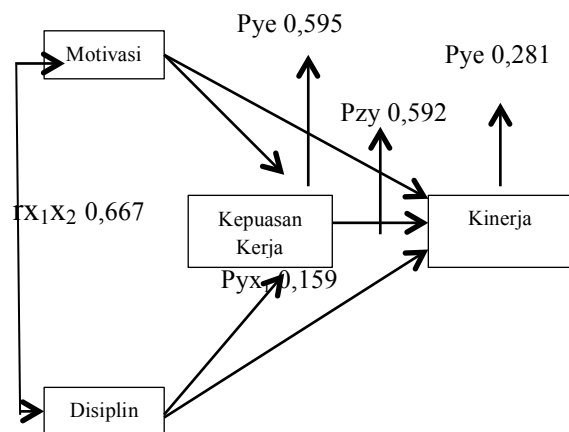 Pye 0,595
Motivasi
Pye 0,281
Pzy 0,592
rx₁x₂ 0,667
Kepuasan
Kerja
Kinerja
Pyx₁ 0,159
Disiplin